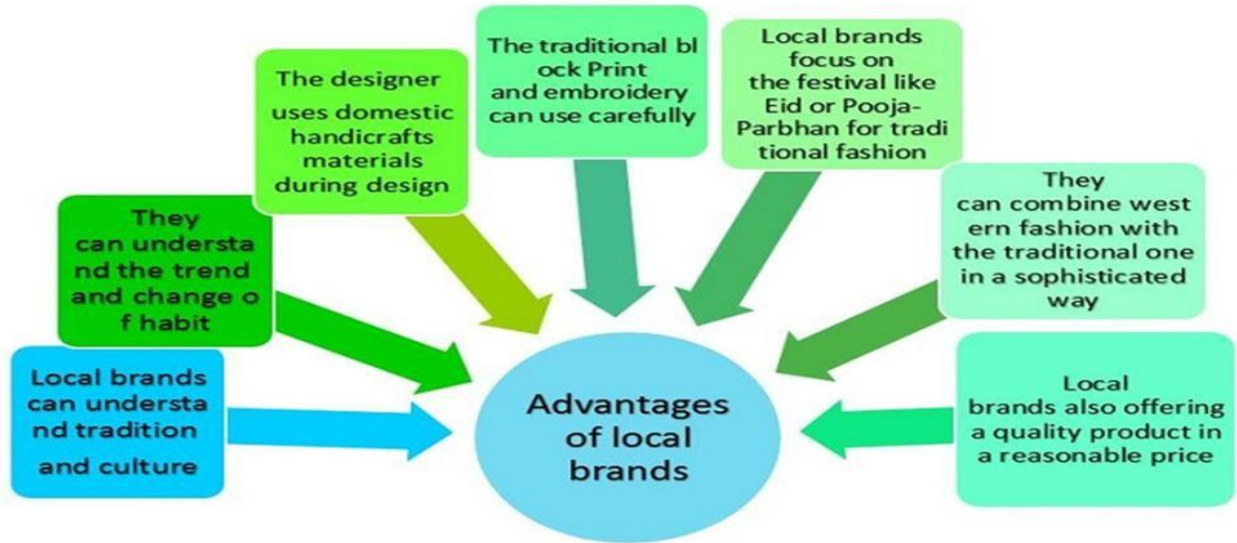 Local brands
can understa
nd tradition
and culture
They
can understa
nd the trend
and change o
f habit
The designer
uses domestic
handicrafts
materials
during design
The traditional bl
ock Print
and embroidery
can use carefully
Local brands
focus on
the festival like
Eid or Pooja-
Parbhan for tradi
tional fashion
They
can combine west
ern fashion with
the traditional one
in a sophisticated
way
Local
brands also offering
a quality product in
a reasonable price
Advantages
of local
brands